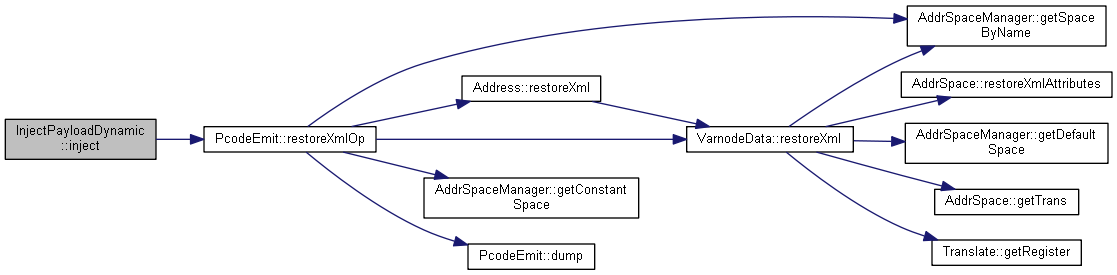 InjectPayloadDynamic
::inject
PcodeEmit::restoreXmlOp
Address::restoreXml
AddrSpaceManager::getConstant
Space
PcodeEmit::dump
VarnodeData::restoreXml
AddrSpaceManager::getSpace
ByName
AddrSpace::restoreXmlAttributes
AddrSpaceManager::getDefault
Space
AddrSpace::getTrans
Translate::getRegister